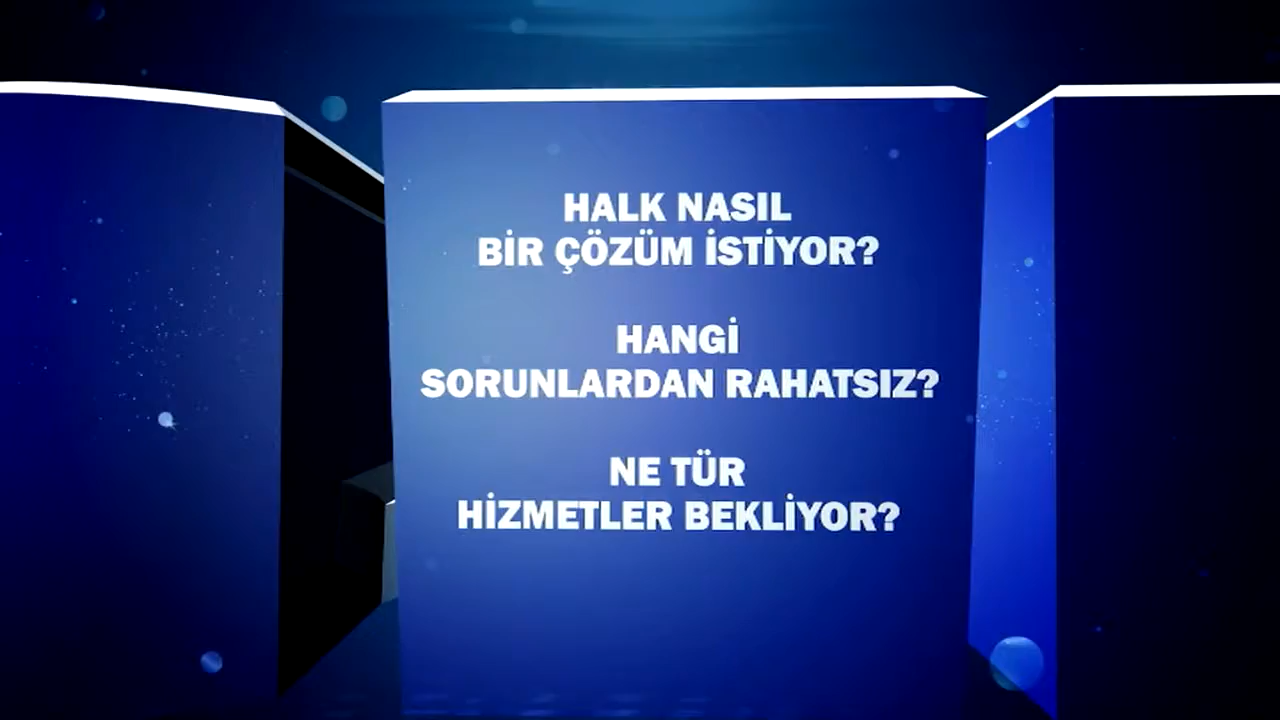 HALK NASIL
BİR ÇÖZÜM İSTİYOR?
HANGİ
SORUNLARDAN RAHATSIZ?
NE TÜR
HİZMETLER BEKLİYOR?